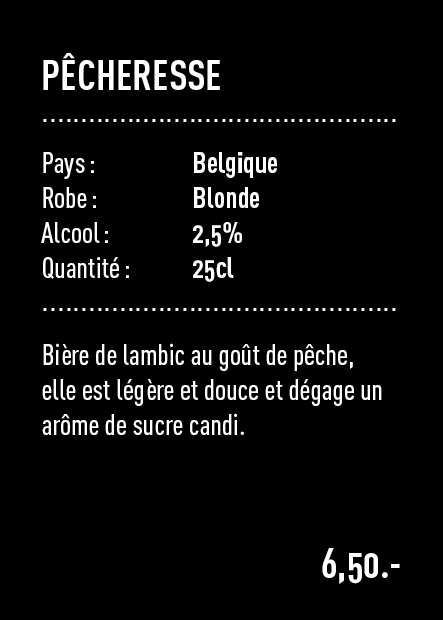 PÊCHERESSE
Pays : Belgique
Robe : Blonde
Alcool : 2,5%
Quantité : 25cl
Bière de lambic au goût de pêche,
elle est légère et douce et dégage un
arôme de sucre candi.
6,50.-